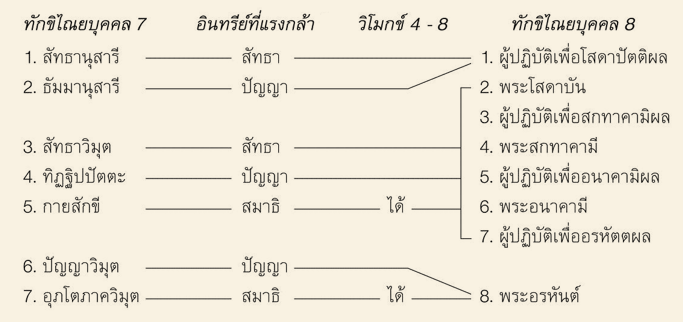 ทักขิไณยบุคคล 7 อินทรีย์ที่แรงกล้า วิโมกข์ 4 - 8 ทักขิไณยบุคคล 8
1. สัทธานุสารี สัทธา 1. ผู้ปฏิบัติเพื่อโสดาปัตติผล
2. ธัมมานุสารี ปัญญา 2. พระโสดาบัน
3. ผู้ปฏิบัติเพื่อสกทาคามิผล
3. สัทธาวิมุต สัทธา 4. พระสกทาคามี
4. ทิฏฐิปปัตตะ ปัญญา 5. ผู้ปฏิบัติเพื่ออนาคามิผล
5. กายสักขี สมาธิ ได้ 6. พระอนาคามี
7. ผู้ปฏิบัติเพื่ออรหัตตผล
6. ปัญญาวิมุต ปัญญา
7. อุภโตภาควิมุต สมาธิ ได้ 8. พระอรหันต์